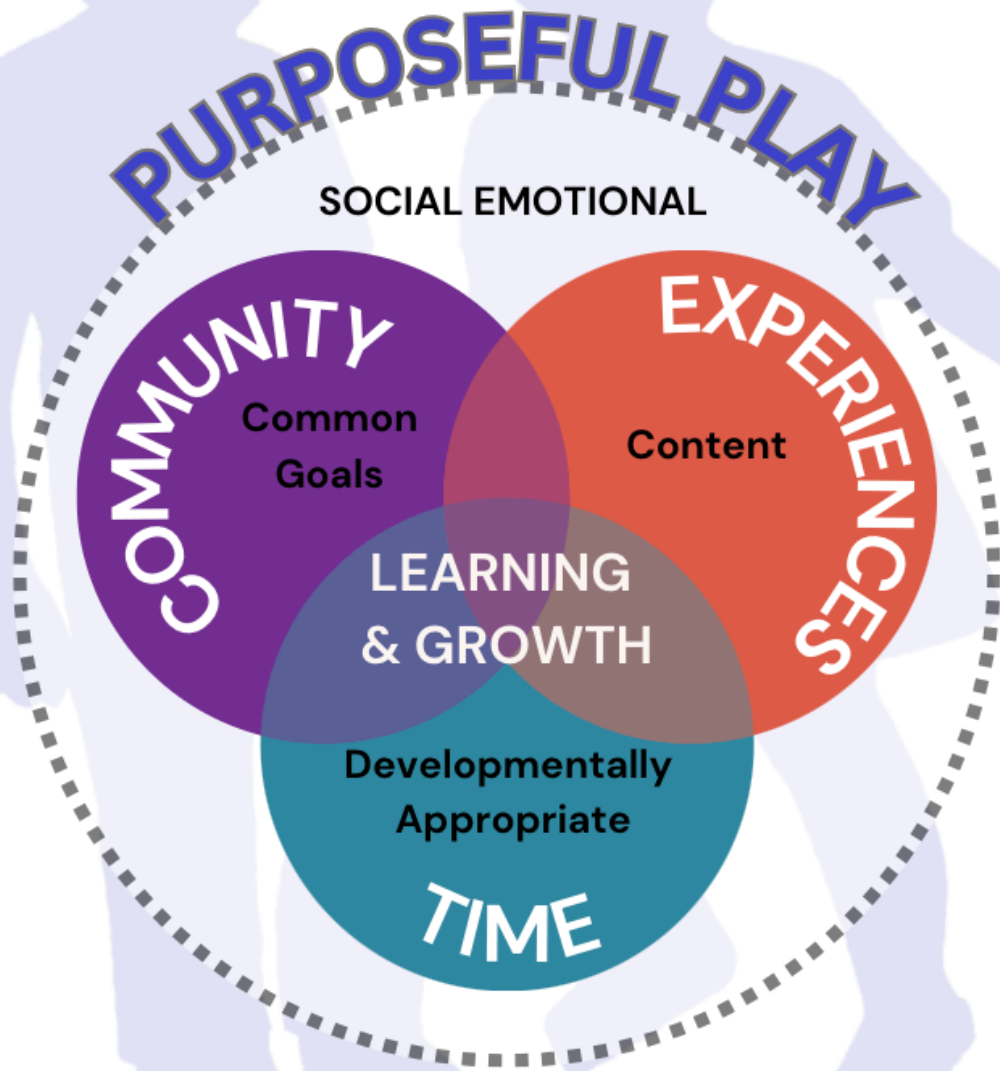 PURPOSEFUL PLAY
SOCIAL EMOTIONAL
COMMUNITY
Common
Goals
EXPERIENCES
Content
LEARNING
& GROWTH
Developmentally
Appropriate
TIME